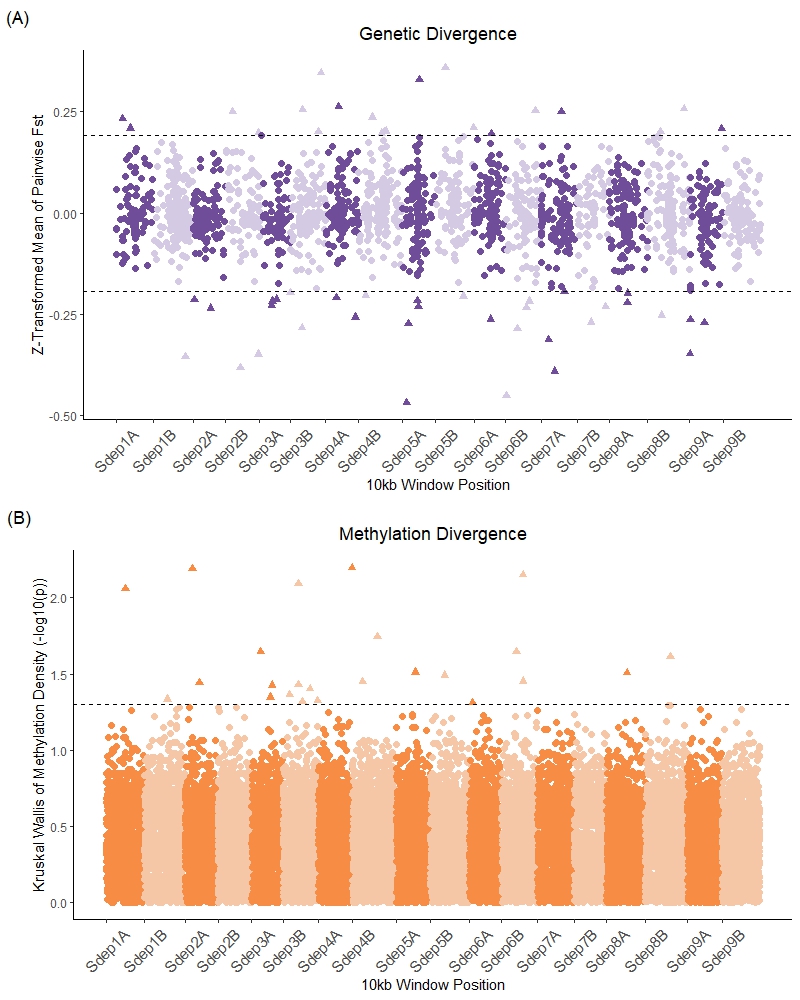 (A)
Genetic Divergence
Z-Transformed Mean of Pairwise Fst
0.25
0.00
-0.25
-0.50
Sdep1A Sdep1B Sdep2A Sdep2B Sdep3A Sdep3B Sdep4A Sdep4B Sdep5A Sdep5B Sdep6A Sdep6B Sdep7A Sdep7B Sdep8A Sdep8B Sdep9A Sdep9B
10kb Window Position
(B)
Methylation Divergence
Kruskal Wallis of Methylation Density (-log10(p))
2.0
1.5
1.0
0.5
0.0
Sdep1A Sdep1B Sdep2A Sdep2B Sdep3A Sdep3B Sdep4A Sdep4B Sdep5A Sdep5B Sdep6A Sdep6B Sdep7A Sdep7B Sdep8A Sdep8B Sdep9A Sdep9B
10kb Window Position